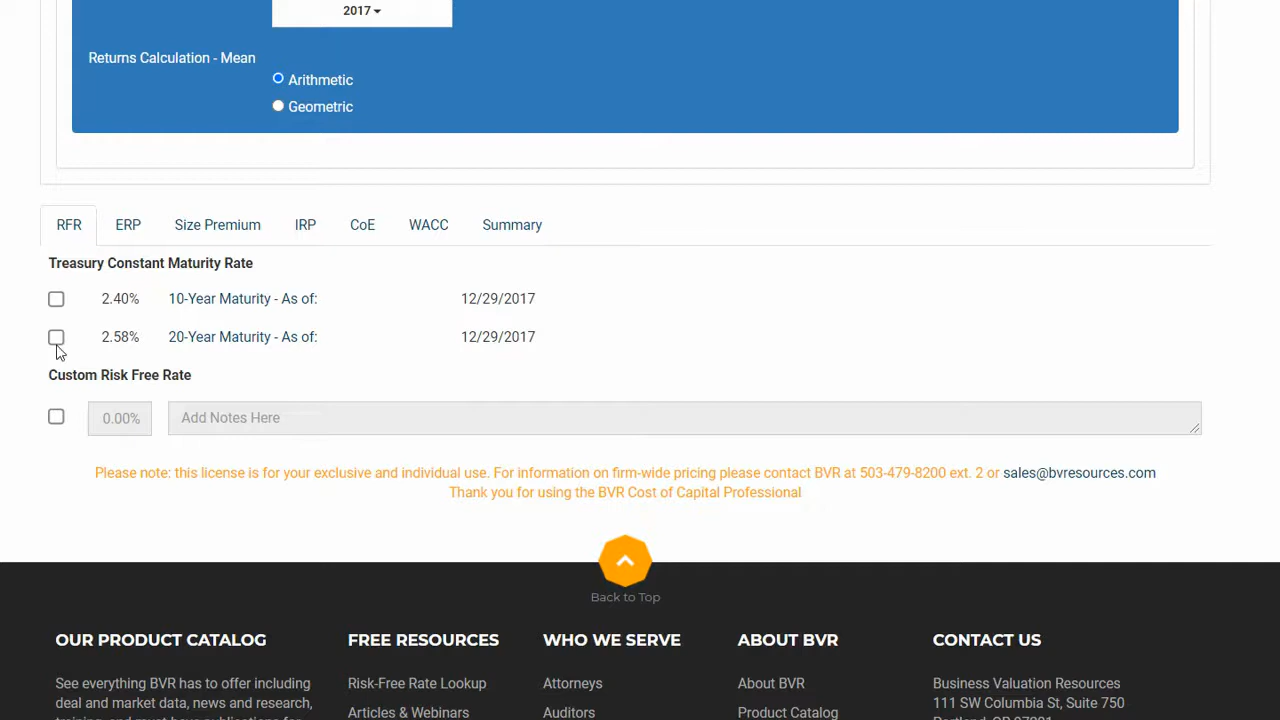 2017
Returns Calculation - Mean
Arithmetic
Geometric
RFR ERP Size Premium IRP CoE WACC Summary
Treasury Constant Maturity Rate
2.40% 10-Year Maturity - As of: 12/29/2017
2.58% 20-Year Maturity - As of: 12/29/2017
Custom Risk Free Rate
0.00% Add Notes Here
Please note: this license is for your exclusive and individual use. For information on firm-wide pricing please contact BVR at 503-479-8200 ext. 2 or sales@bvresources.com
Thank you for using the BVR Cost of Capital Professional
Back to Top
OUR PRODUCT CATALOG FREE RESOURCES WHO WE SERVE ABOUT BVR CONTACT US
See everything BVR has to offer including Risk-Free Rate Lookup Attorneys About BVR Business Valuation Resources
deal and market data, news and research, Articles & Webinars Auditors Product Catalog 111 SW Columbia St, Suite 750